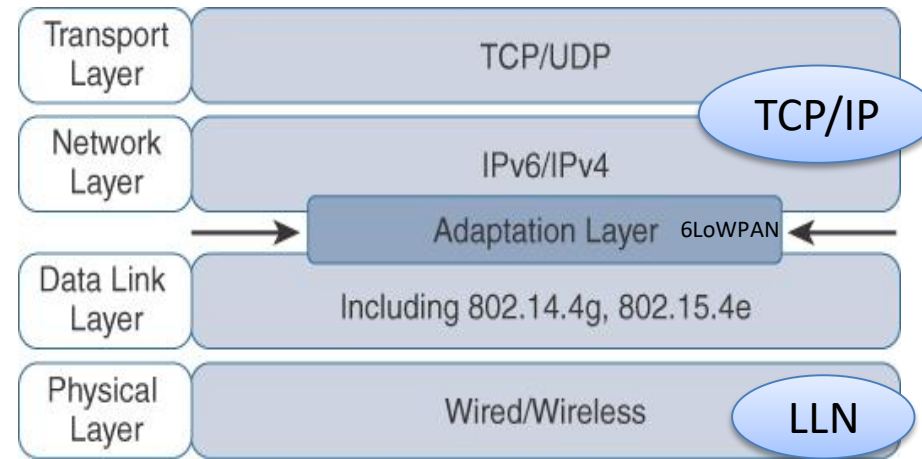 Transport
Layer
TCP/UDP
TCP/IP
Network
Layer
IPv6/IPv4
Adaptation Layer 6LoWPAN
Data Link
Layer
Including 802.14.4g, 802.15.4e
Physical
Layer
Wired/Wireless
LLN